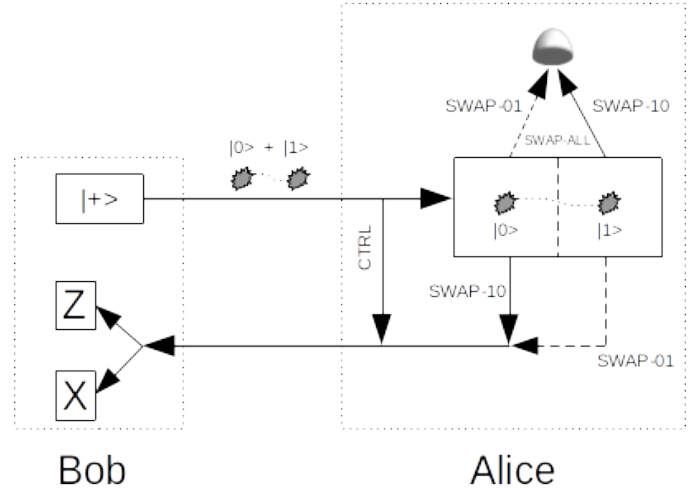 SWAP-01
SWAP-10
SWAP-ALL
|0> + |1>
|+>
|0>
|1>
CTRL
SWAP-10
SWAP-01
Z
X
Bob
Alice